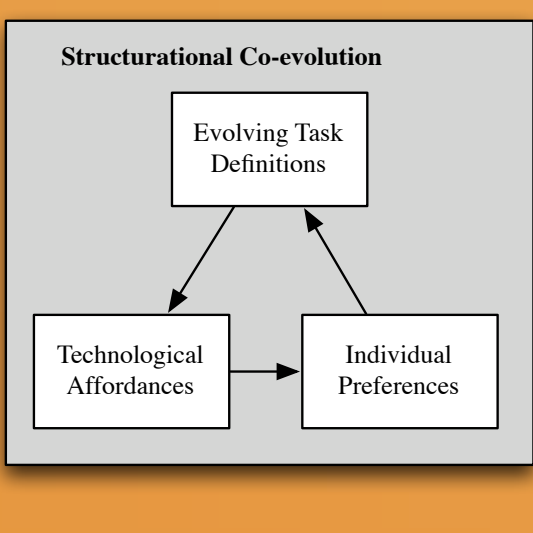 Structurational Co-evolution
Evolving Task
Definitions
Technological
Affordances
Individual
Preferences